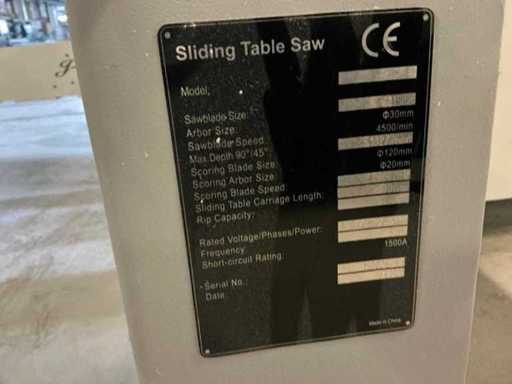 Sliding Table Saw CE
Model:
Sawblade Size:
Arbor Size: Φ30mm
Sawblade Speed: 4500/min
Max.Depth 90°/45°
Scoring Blade Size: Φ120mm
Scoring Arbor Size: Φ20mm
Scoring Blade Speed:
Sliding Table Carriage Length:
Rip Capacity:
Rated Voltage/Phases/Power:
Frequency:
Short-circuit Rating: 1500A
Serial No.:
Date:
Made in China